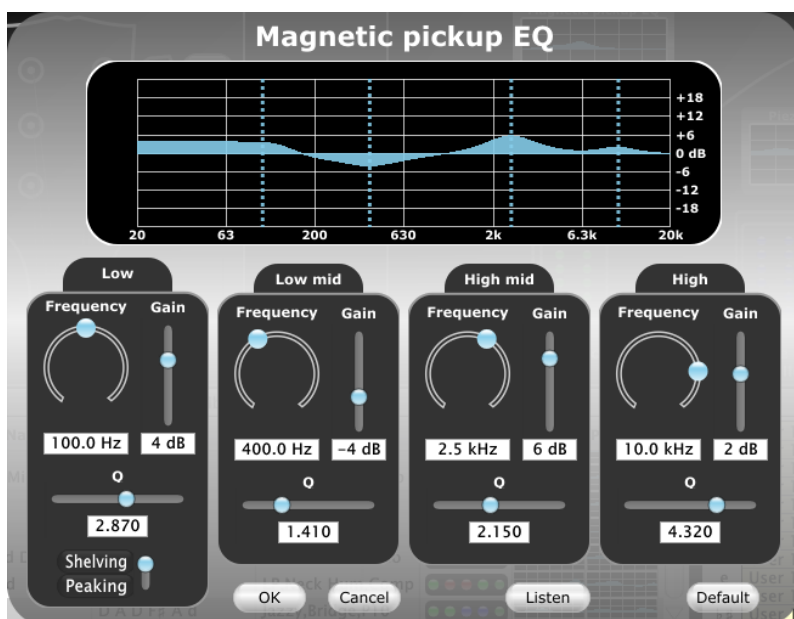 Magnetic pickup EQ
+18
+12
+6
0 dB
-6
-12
-18
20 63 200 630 2k 6.3k 20k
Low
Frequency Gain
100.0 Hz 4 dB
Q
2.870
Shelving
Peaking
Low mid
Frequency Gain
400.0 Hz -4 dB
Q
1.410
High mid
Frequency Gain
2.5 kHz 6 dB
Q
2.150
High
Frequency Gain
10.0 kHz 2 dB
Q
4.320
OK Cancel Listen Default